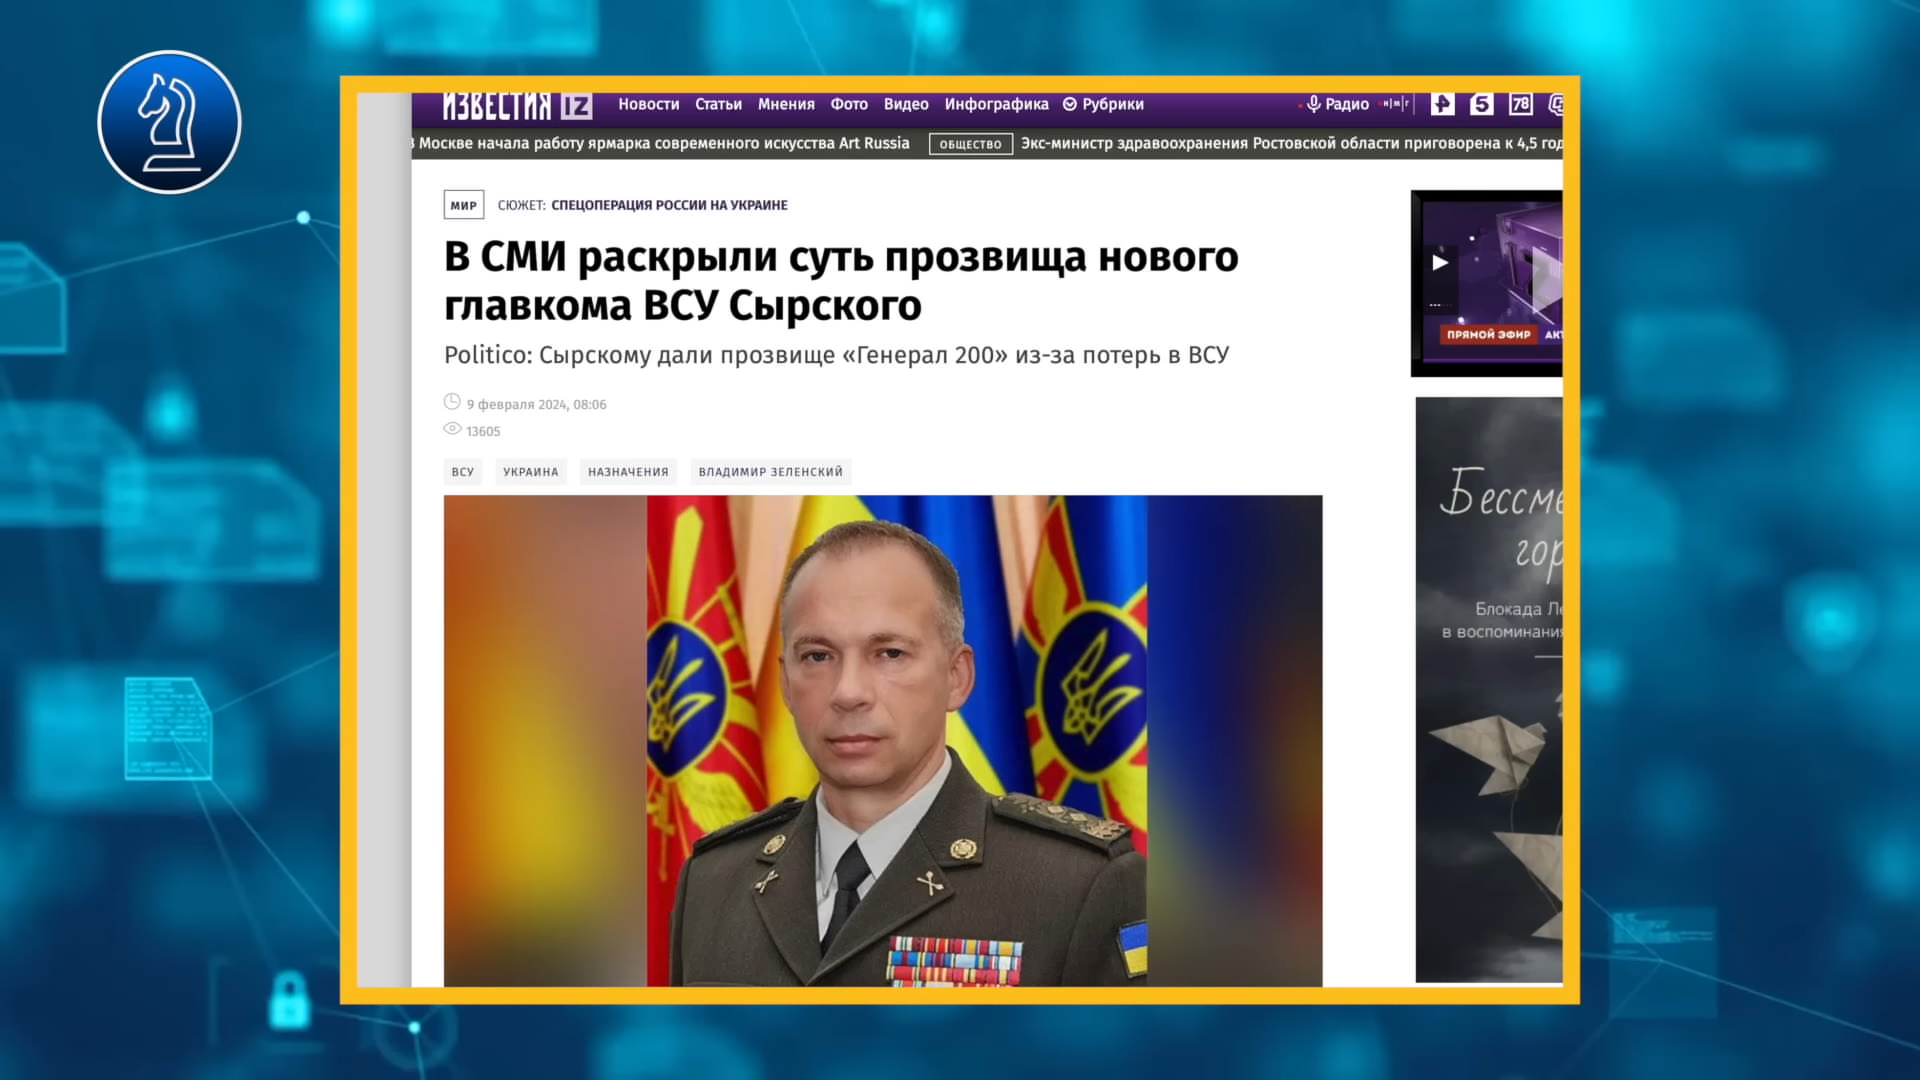 ИЗВЕСТИЯ IZ Новости Статьи Мнения Фото Видео Инфографика Рубрики Радио 5 78
Москве начала работу ярмарка современного искусства Art Russia ОБЩЕСТВО Экс-министр здравоохранения Ростовской области приговорена к 4,5
МИР СЮЖЕТ: СПЕЦОПЕРАЦИЯ РОССИИ НА УКРАИНЕ
В СМИ раскрыли суть прозвища нового
главкома ВСУ Сырского
Politico: Сырскому дали прозвище «Генерал 200» из-за потерь в ВСУ
9 февраля 2024, 08:06
13605
ВСУ УКРАИНА НАЗНАЧЕНИЯ ВЛАДИМИР ЗЕЛЕНСКИЙ
ПРЯМОЙ ЭФИР
Блокада
в